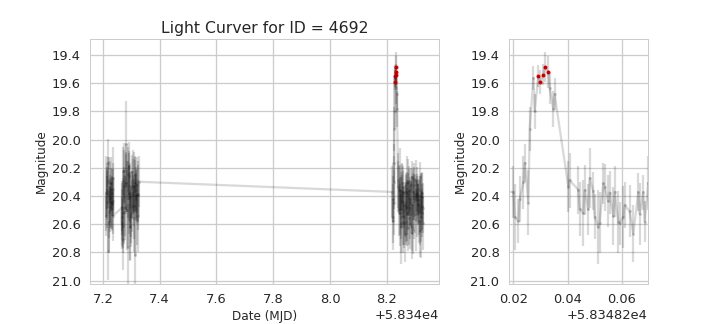 Light Curver for ID = 4692
19.4
19.6
19.8
20.0
20.2
20.4
20.6
20.8
21.0
Magnitude
7.2 7.4 7.6 7.8 8.0 8.2
Date (MJD)
+5.834e4
19.4
19.6
19.8
20.0
20.2
20.4
20.6
20.8
21.0
Magnitude
0.02 0.04 0.06
+5.83482e4